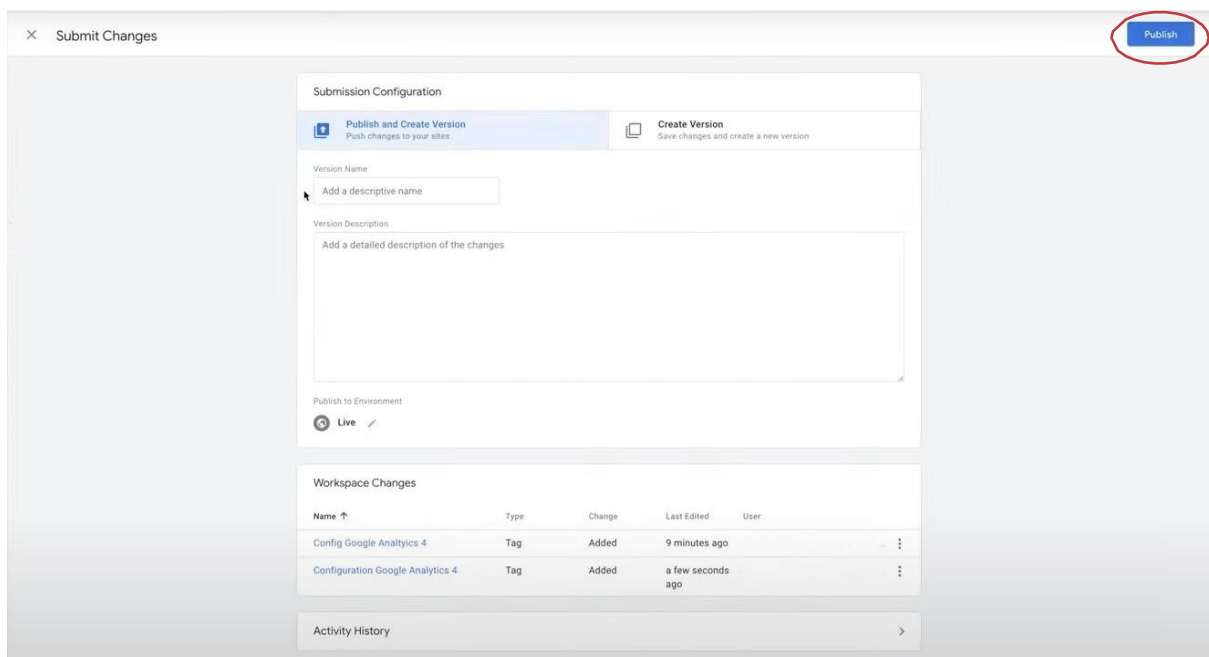 Submit Changes
Publish
Submission Configuration
Publish and Create Version
Push changes to your sites
Create Version
Save changes and create a new version
Version Name
Add a descriptive name
Version Description
Add a detailed description of the changes
Publish to Environment
Live
Workspace Changes
Name Type Change Last Edited User
Config Google Analtyics 4 Tag Added 9 minutes ago
Configuration Google Analytics 4 Tag Added a few seconds
ago
Activity History